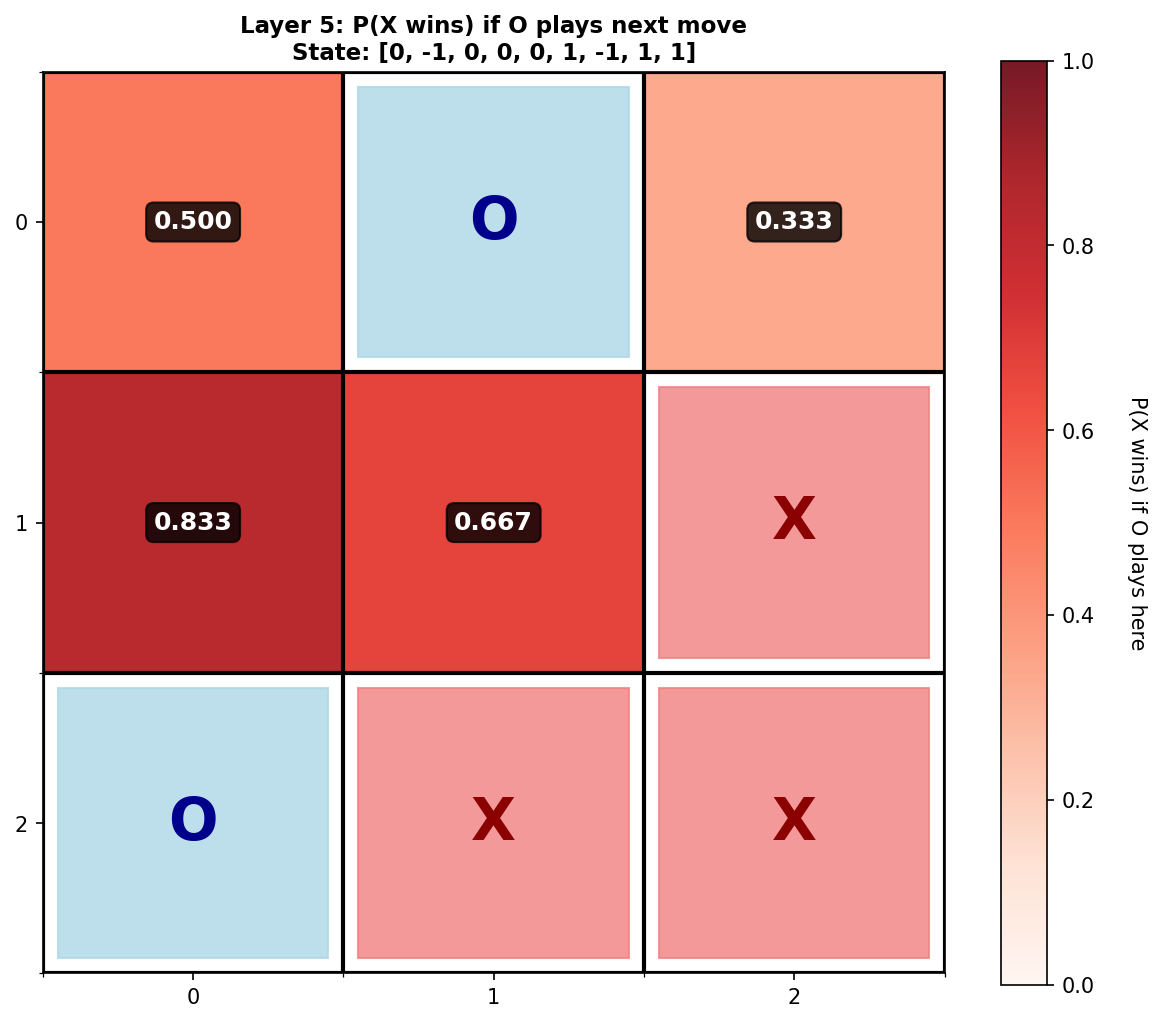 Layer 5: P(X wins) if O plays next move
State: [0, -1, 0, 0, 0, 1, -1, 1, 1]
1.0
0.8
0.6
0.4
0.2
0.0
P(X wins) if O plays here
0
0.500
O
0.333
1
0.833
0.667
X
2
O
X
X
0
1
2